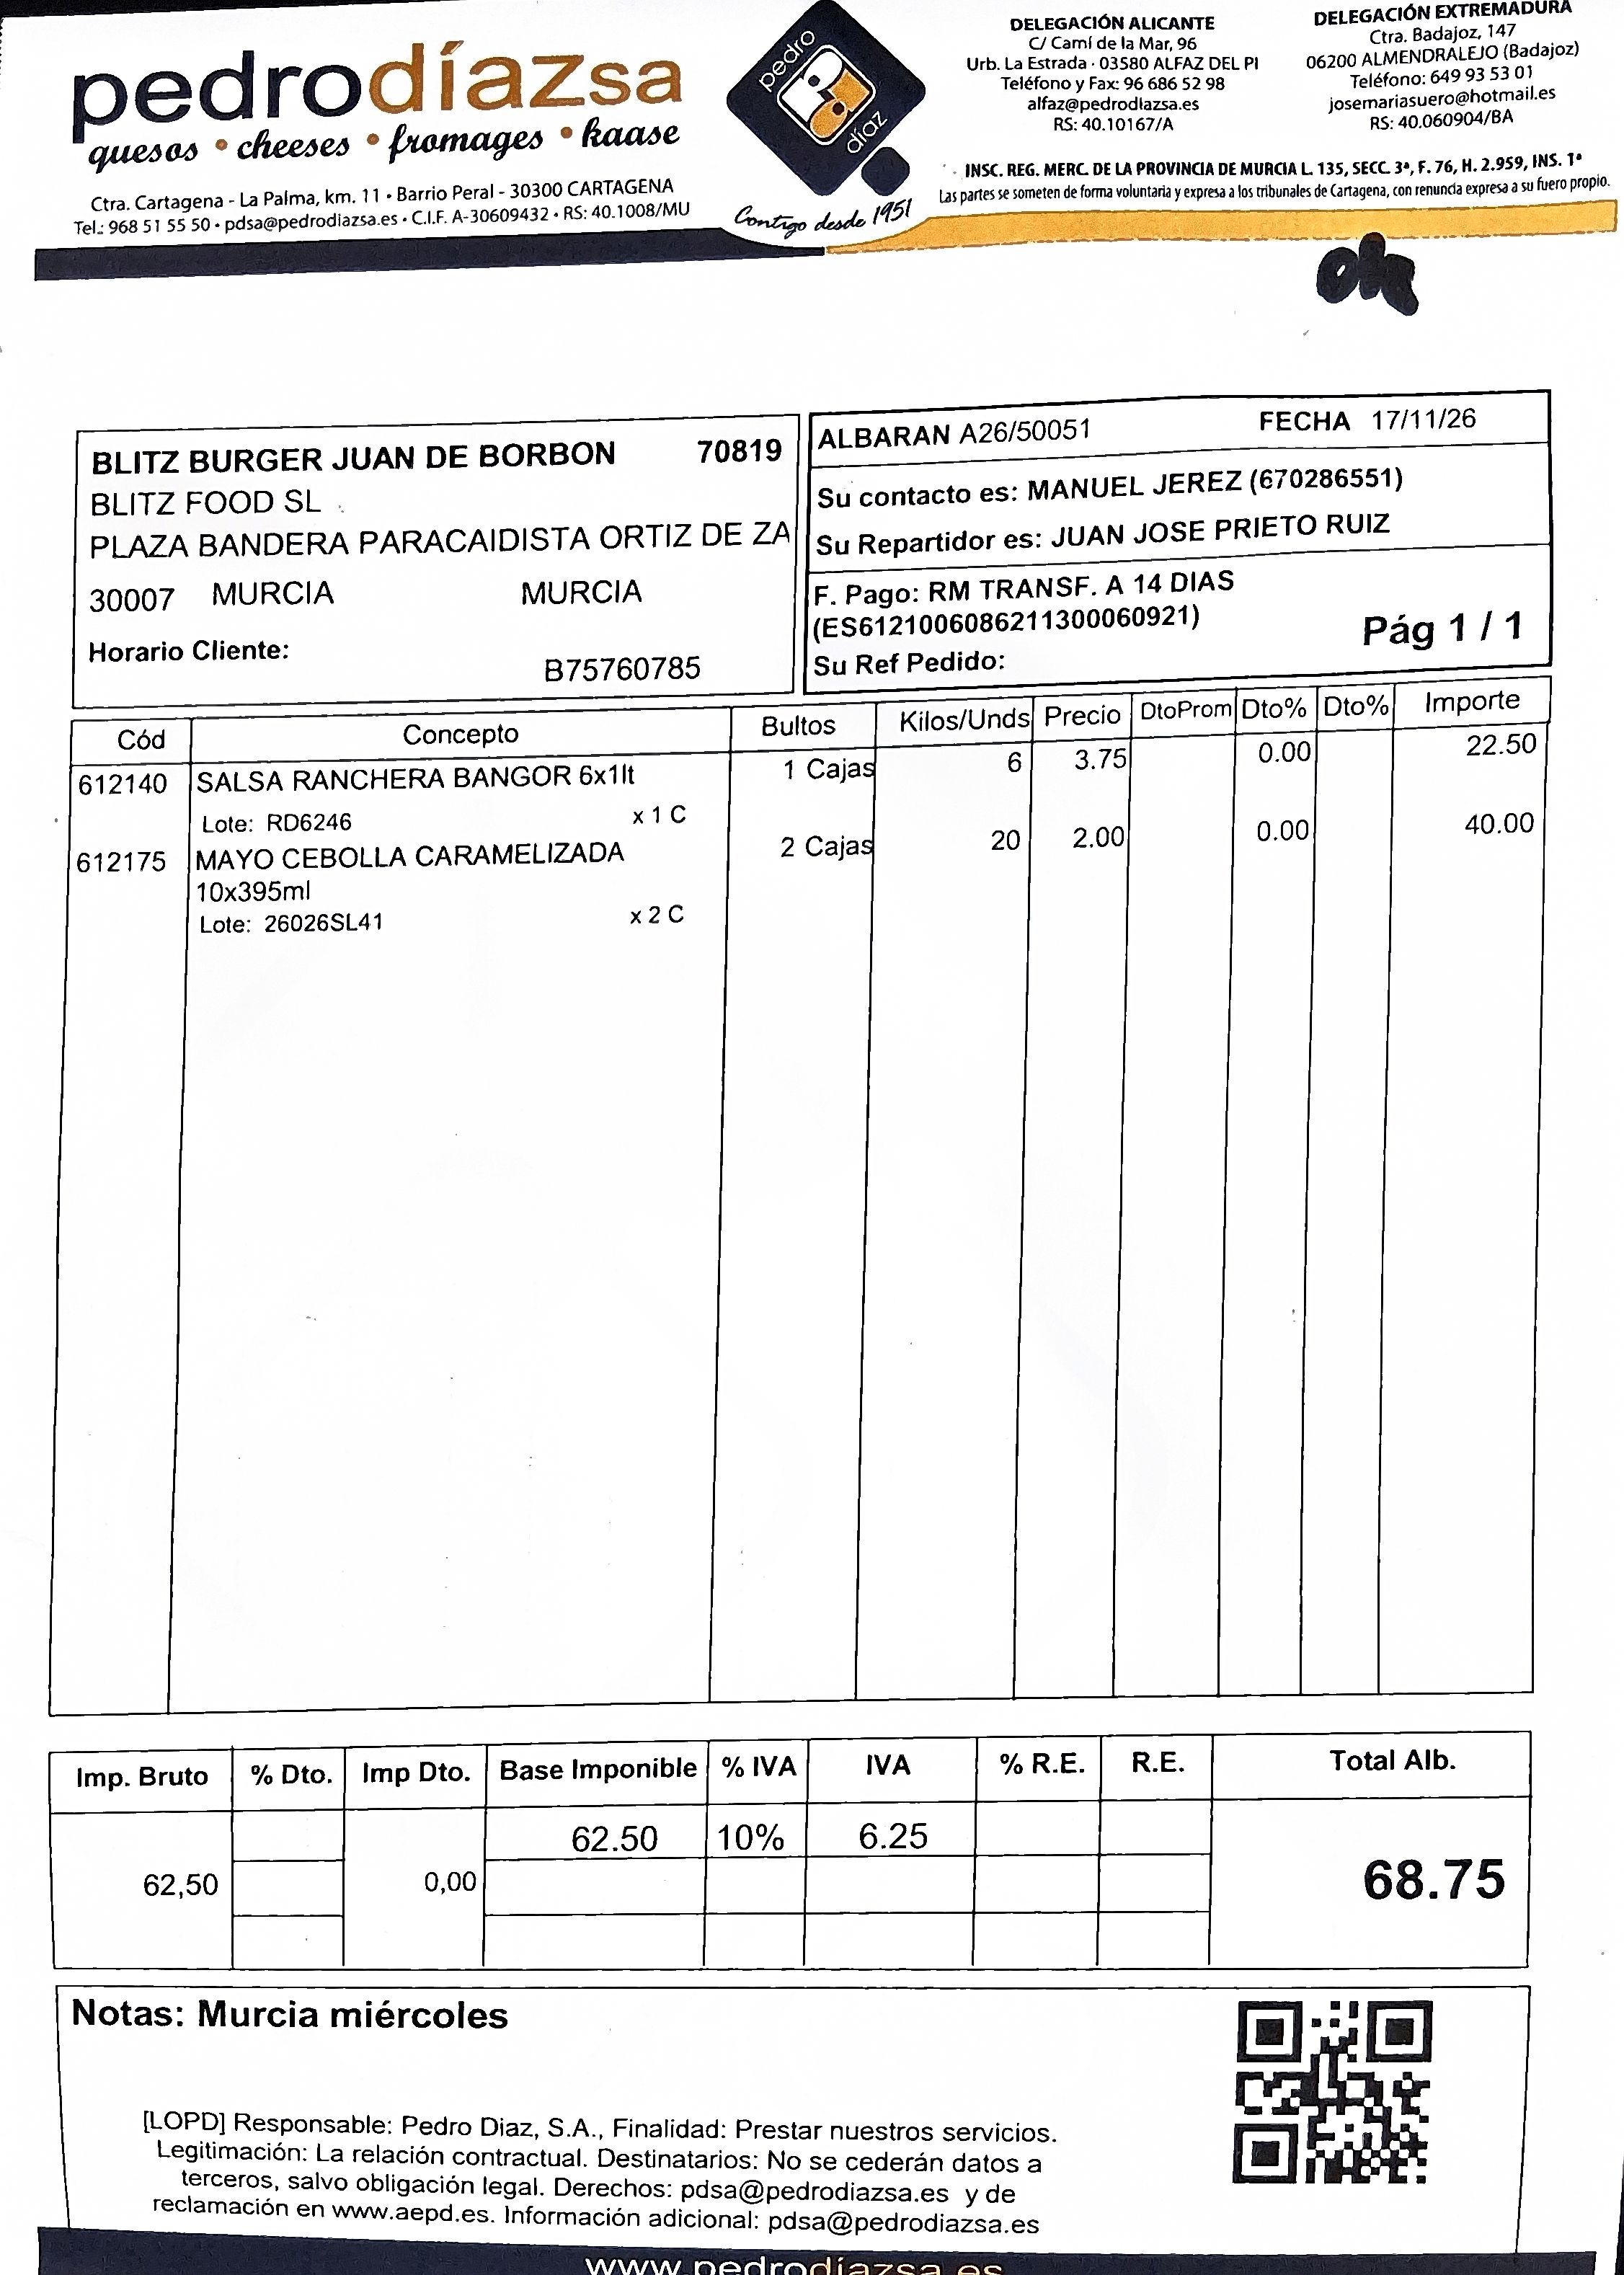 pedrodíazsa
quesos • cheeses • fromages • kaase
Ctra. Cartagena - La Palma, km. 11 • Barrio Peral - 30300 CARTAGENA
Tel.: 968 51 55 50 • pdsa@pedrodiazsa.es • C.I.F. A-30609432 • RS: 40.1008/MU
pedro
díaz
Contigo desde 1951
DELEGACIÓN ALICANTE
C/ Camí de la Mar, 96
Urb. La Estrada · 03580 ALFAZ DEL PI
Teléfono y Fax: 96 686 52 98
alfaz@pedrodiazsa.es
RS: 40.10167/A
DELEGACIÓN EXTREMADURA
Ctra. Badajoz, 147
06200 ALMENDRALEJO (Badajoz)
Teléfono: 649 93 53 01
josemariasuero@hotmail.es
RS: 40.060904/BA
INSC. REG. MERC. DE LA PROVINCIA DE MURCIA L. 135, SECC. 3ª, F. 76, H. 2.959, INS. 1ª
Las partes se someten de forma voluntaria y expresa a los tribunales de Cartagena, con renuncia expresa a su fuero propio.
ok
BLITZ BURGER JUAN DE BORBON 70819
BLITZ FOOD SL
PLAZA BANDERA PARACAIDISTA ORTIZ DE ZA
30007 MURCIA MURCIA
Horario Cliente:
B75760785
ALBARAN A26/50051 FECHA 17/11/26
Su contacto es: MANUEL JEREZ (670286551)
Su Repartidor es: JUAN JOSE PRIETO RUIZ
F. Pago: RM TRANSF. A 14 DIAS
(ES6121006086211300060921)
Pág 1 / 1
Su Ref Pedido:
Cód Concepto Bultos Kilos/Unds Precio DtoProm Dto% Dto% Importe
612140 SALSA RANCHERA BANGOR 6x1lt 1 Cajas 6 3.75 0.00 22.50
Lote: RD6246 x 1 C
612175 MAYO CEBOLLA CARAMELIZADA 2 Cajas 20 2.00 0.00 40.00
10x395ml
Lote: 26026SL41 x 2 C
Imp. Bruto % Dto. Imp Dto. Base Imponible % IVA IVA % R.E. R.E. Total Alb.
62.50 10% 6.25
62,50 0,00 68.75
Notas: Murcia miércoles
[LOPD] Responsable: Pedro Diaz, S.A., Finalidad: Prestar nuestros servicios.
Legitimación: La relación contractual. Destinatarios: No se cederán datos a
terceros, salvo obligación legal. Derechos: pdsa@pedrodiazsa.es y de
reclamación en www.aepd.es. Información adicional: pdsa@pedrodiazsa.es
www.pedrodíazsa.es